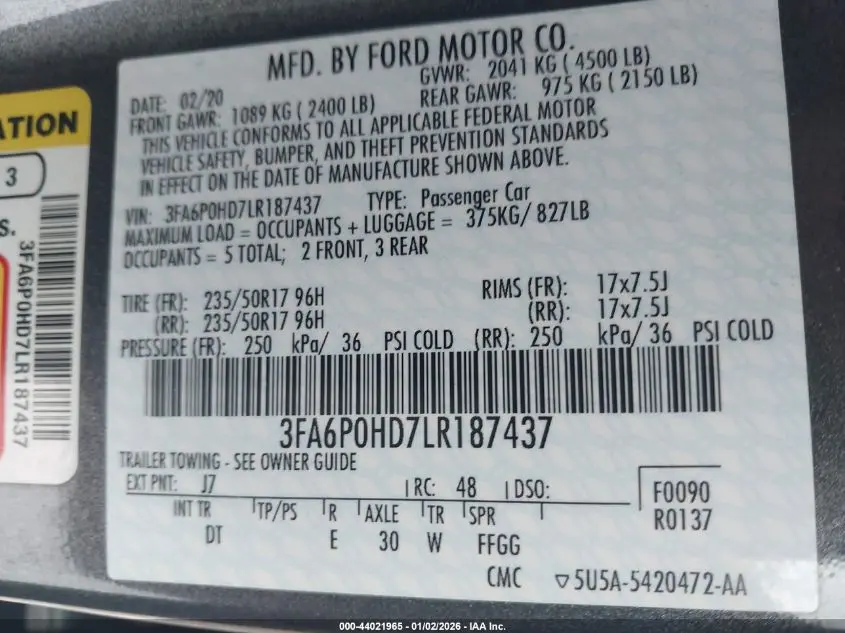 MFD. BY FORD MOTOR CO.
DATE: 02/20 GVWR: 2041 KG ( 4500 LB)
FRONT GAWR: 1089 KG ( 2400 LB) REAR GAWR: 975 KG ( 2150 LB)
THIS VEHICLE CONFORMS TO ALL APPLICABLE FEDERAL MOTOR
VEHICLE SAFETY, BUMPER, AND THEFT PREVENTION STANDARDS
IN EFFECT ON THE DATE OF MANUFACTURE SHOWN ABOVE.
VIN: 3FA6P0HD7LR187437 TYPE: Passenger Car
MAXIMUM LOAD = OCCUPANTS + LUGGAGE = 375KG/ 827LB
OCCUPANTS = 5 TOTAL; 2 FRONT, 3 REAR
TIRE (FR): 235/50R17 96H RIMS (FR): 17x7.5J
(RR): 235/50R17 96H (RR): 17x7.5J
PRESSURE (FR): 250 kPa/ 36 PSI COLD (RR): 250 kPa/ 36 PSI COLD
3FA6P0HD7LR187437
TRAILER TOWING - SEE OWNER GUIDE
EXT PNT: J7 RC: 48 DSO: F0090
INT TR TP/PS R AXLE TR SPR R0137
DT E 30 W FFGG
CMC ▽5U5A-5420472-AA
ATION
3
S.
3FA6P0HD7LR187437
000-44021965 - 01/02/2026 - IAA Inc.